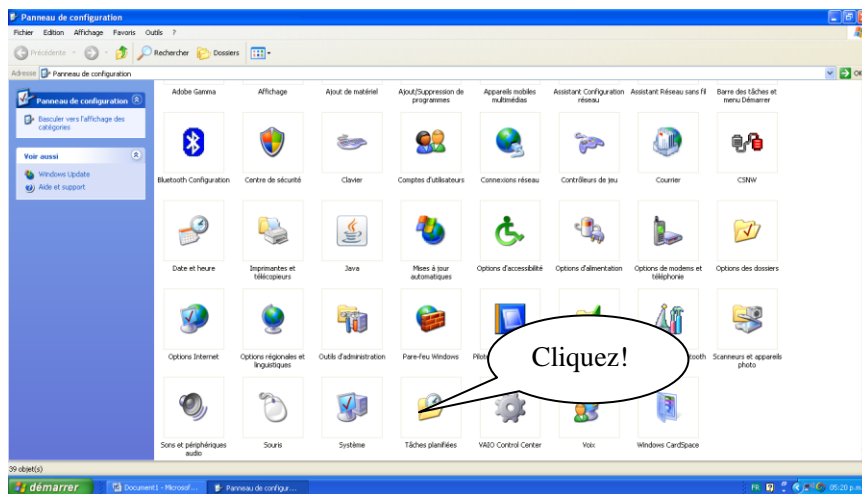 Panneau de configuration
Fichier Edition Affichage Favoris Outils ?
Précédente Rechercher Dossiers
Adresse Panneau de configuration OK
Panneau de configuration
Basculer vers l'affichage des
catégories
Voir aussi
Windows Update
Aide et support
Adobe Gamma
Affichage
Ajout de matériel
Ajout/Suppression de
programmes
Appareils mobiles
multimédias
Assistant Configuration
réseau
Assistant Réseau sans fil
Barre des tâches et
menu Démarrer
Bluetooth Configuration
Centre de sécurité
Clavier
Comptes d'utilisateurs
Connexions réseau
Contrôleurs de jeu
Courrier
CSNW
Date et heure
Imprimantes et
télécopieurs
Java
Mises à jour
automatiques
Options d'accessibilité
Options d'alimentation
Options de modems et
téléphonie
Options des dossiers
Options Internet
Options régionales et
linguistiques
Outils d'administration
Pare-feu Windows
Scanneurs et appareils
photo
Cliquez!
Sons et périphériques
audio
Souris
Système
Tâches planifiées
VAIO Control Center
Voix
Windows CardSpace
39 objet(s)
démarrer
Document1 - Microsof...
Panneau de configur...
FR
05:20 p.m.